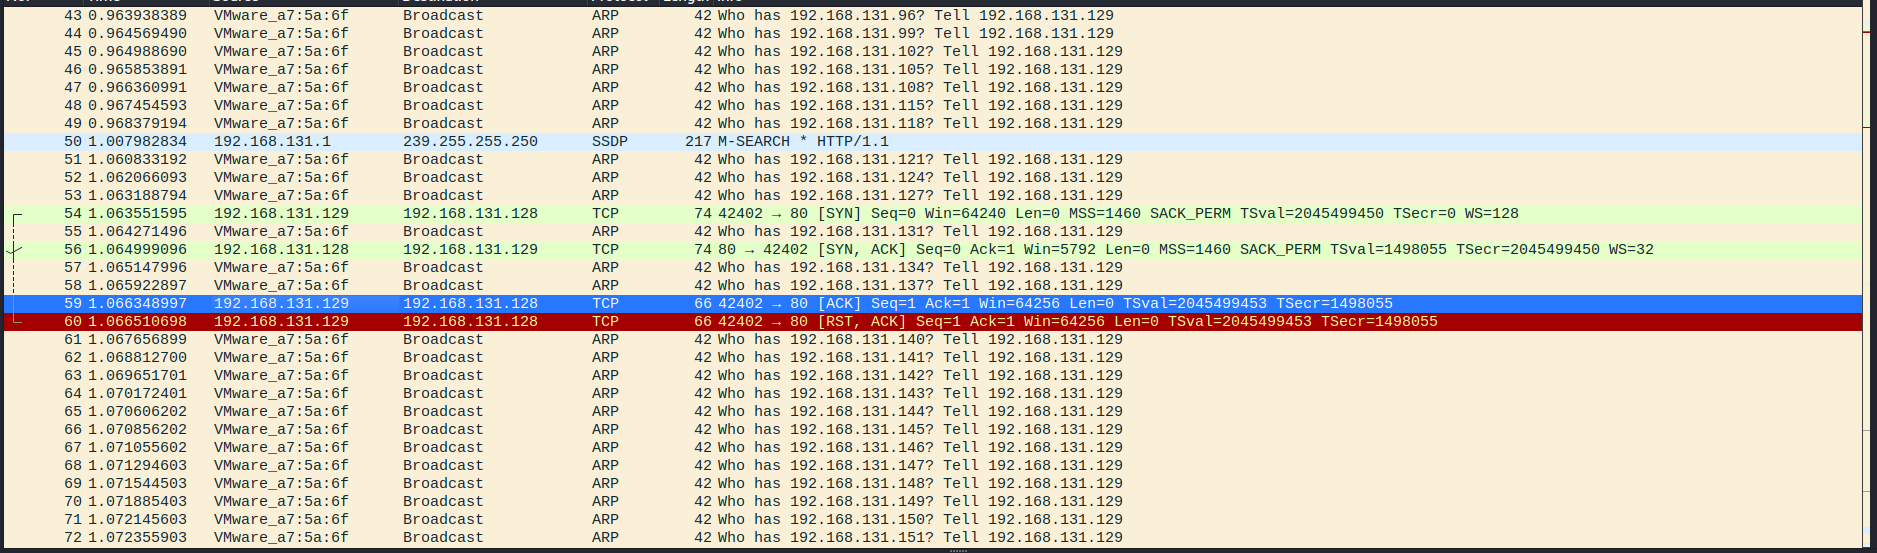 43 0.963938389 VMware_a7:5a:6f Broadcast ARP 42 Who has 192.168.131.96? Tell 192.168.131.129
44 0.964569490 VMware_a7:5a:6f Broadcast ARP 42 Who has 192.168.131.99? Tell 192.168.131.129
45 0.964988690 VMware_a7:5a:6f Broadcast ARP 42 Who has 192.168.131.102? Tell 192.168.131.129
46 0.965853891 VMware_a7:5a:6f Broadcast ARP 42 Who has 192.168.131.105? Tell 192.168.131.129
47 0.966360991 VMware_a7:5a:6f Broadcast ARP 42 Who has 192.168.131.108? Tell 192.168.131.129
48 0.967454593 VMware_a7:5a:6f Broadcast ARP 42 Who has 192.168.131.115? Tell 192.168.131.129
49 0.968379194 VMware_a7:5a:6f Broadcast ARP 42 Who has 192.168.131.118? Tell 192.168.131.129
50 1.007982834 192.168.131.1 239.255.255.250 SSDP 217 M-SEARCH * HTTP/1.1
51 1.060833192 VMware_a7:5a:6f Broadcast ARP 42 Who has 192.168.131.121? Tell 192.168.131.129
52 1.062066093 VMware_a7:5a:6f Broadcast ARP 42 Who has 192.168.131.124? Tell 192.168.131.129
53 1.063188794 VMware_a7:5a:6f Broadcast ARP 42 Who has 192.168.131.127? Tell 192.168.131.129
54 1.063551595 192.168.131.129 192.168.131.128 TCP 74 42402 → 80 [SYN] Seq=0 Win=64240 Len=0 MSS=1460 SACK_PERM TSval=2045499450 TSecr=0 WS=128
55 1.064271496 VMware_a7:5a:6f Broadcast ARP 42 Who has 192.168.131.131? Tell 192.168.131.129
56 1.064999096 192.168.131.128 192.168.131.129 TCP 74 80 → 42402 [SYN, ACK] Seq=0 Ack=1 Win=5792 Len=0 MSS=1460 SACK_PERM TSval=1498055 TSecr=2045499450 WS=32
57 1.065147996 VMware_a7:5a:6f Broadcast ARP 42 Who has 192.168.131.134? Tell 192.168.131.129
58 1.065922897 VMware_a7:5a:6f Broadcast ARP 42 Who has 192.168.131.137? Tell 192.168.131.129
59 1.066348997 192.168.131.129 192.168.131.128 TCP 66 42402 → 80 [ACK] Seq=1 Ack=1 Win=64256 Len=0 TSval=2045499453 TSecr=1498055
60 1.066510698 192.168.131.129 192.168.131.128 TCP 66 42402 → 80 [RST, ACK] Seq=1 Ack=1 Win=64256 Len=0 TSval=2045499453 TSecr=1498055
61 1.067656899 VMware_a7:5a:6f Broadcast ARP 42 Who has 192.168.131.140? Tell 192.168.131.129
62 1.068812700 VMware_a7:5a:6f Broadcast ARP 42 Who has 192.168.131.141? Tell 192.168.131.129
63 1.069651701 VMware_a7:5a:6f Broadcast ARP 42 Who has 192.168.131.142? Tell 192.168.131.129
64 1.070172401 VMware_a7:5a:6f Broadcast ARP 42 Who has 192.168.131.143? Tell 192.168.131.129
65 1.070606202 VMware_a7:5a:6f Broadcast ARP 42 Who has 192.168.131.144? Tell 192.168.131.129
66 1.070856202 VMware_a7:5a:6f Broadcast ARP 42 Who has 192.168.131.145? Tell 192.168.131.129
67 1.071055602 VMware_a7:5a:6f Broadcast ARP 42 Who has 192.168.131.146? Tell 192.168.131.129
68 1.071294603 VMware_a7:5a:6f Broadcast ARP 42 Who has 192.168.131.147? Tell 192.168.131.129
69 1.071544503 VMware_a7:5a:6f Broadcast ARP 42 Who has 192.168.131.148? Tell 192.168.131.129
70 1.071885403 VMware_a7:5a:6f Broadcast ARP 42 Who has 192.168.131.149? Tell 192.168.131.129
71 1.072145603 VMware_a7:5a:6f Broadcast ARP 42 Who has 192.168.131.150? Tell 192.168.131.129
72 1.072355903 VMware_a7:5a:6f Broadcast ARP 42 Who has 192.168.131.151? Tell 192.168.131.129